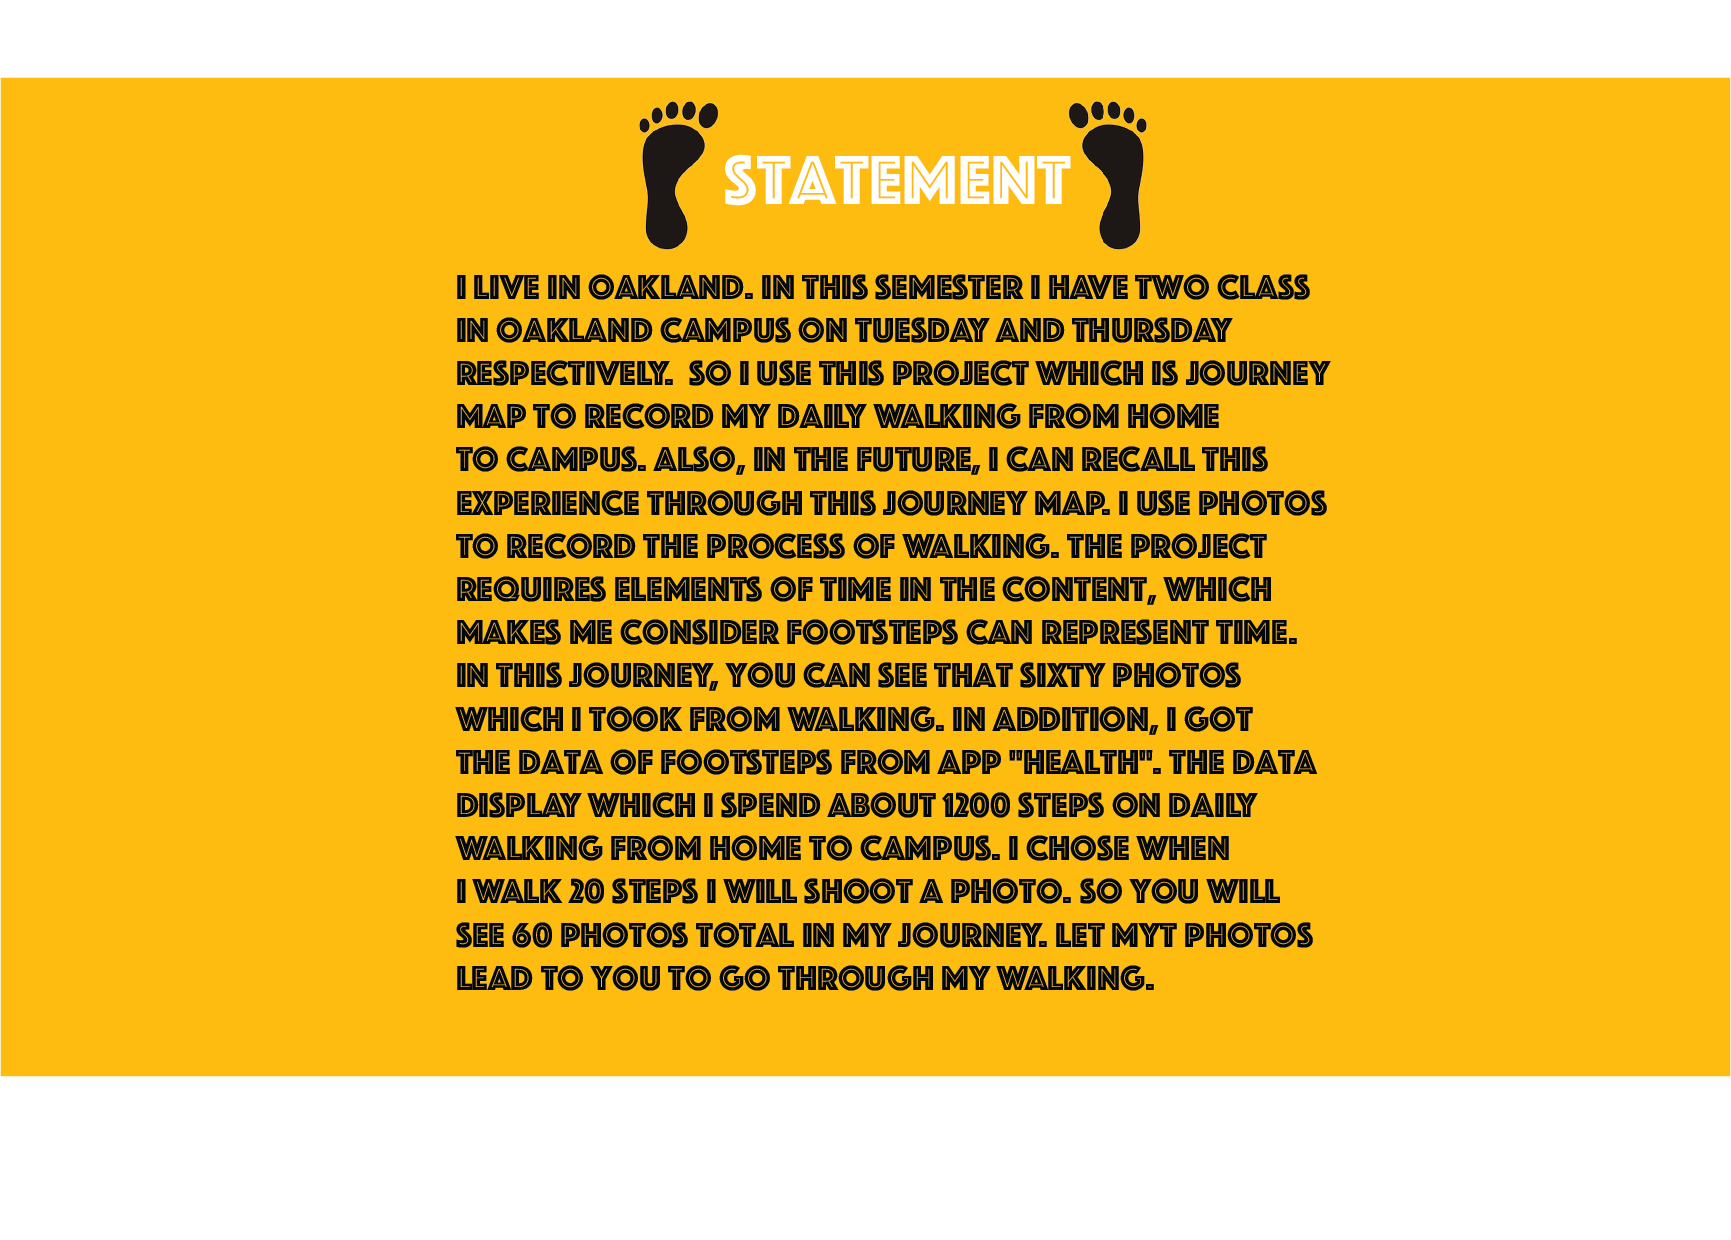 STATEMENT
I LIVE IN OAKLAND. IN THIS SEMESTER I HAVE TWO CLASS
IN OAKLAND CAMPUS ON TUESDAY AND THURSDAY
RESPECTIVELY.  SO I USE THIS PROJECT WHICH IS JOURNEY
MAP TO RECORD MY DAILY WALKING FROM HOME
TO CAMPUS. ALSO, IN THE FUTURE, I CAN RECALL THIS
EXPERIENCE THROUGH THIS JOURNEY MAP. I USE PHOTOS
TO RECORD THE PROCESS OF WALKING. THE PROJECT
REQUIRES ELEMENTS OF TIME IN THE CONTENT, WHICH
MAKES ME CONSIDER FOOTSTEPS CAN REPRESENT TIME.
IN THIS JOURNEY, YOU CAN SEE THAT SIXTY PHOTOS
WHICH I TOOK FROM WALKING. IN ADDITION, I GOT
THE DATA OF FOOTSTEPS FROM APP "HEALTH". THE DATA
DISPLAY WHICH I SPEND ABOUT 1200 STEPS ON DAILY
WALKING FROM HOME TO CAMPUS. I CHOSE WHEN
I WALK 20 STEPS I WILL SHOOT A PHOTO. SO YOU WILL
SEE 60 PHOTOS TOTAL IN MY JOURNEY. LET MYT PHOTOS
LEAD TO YOU TO GO THROUGH MY WALKING.